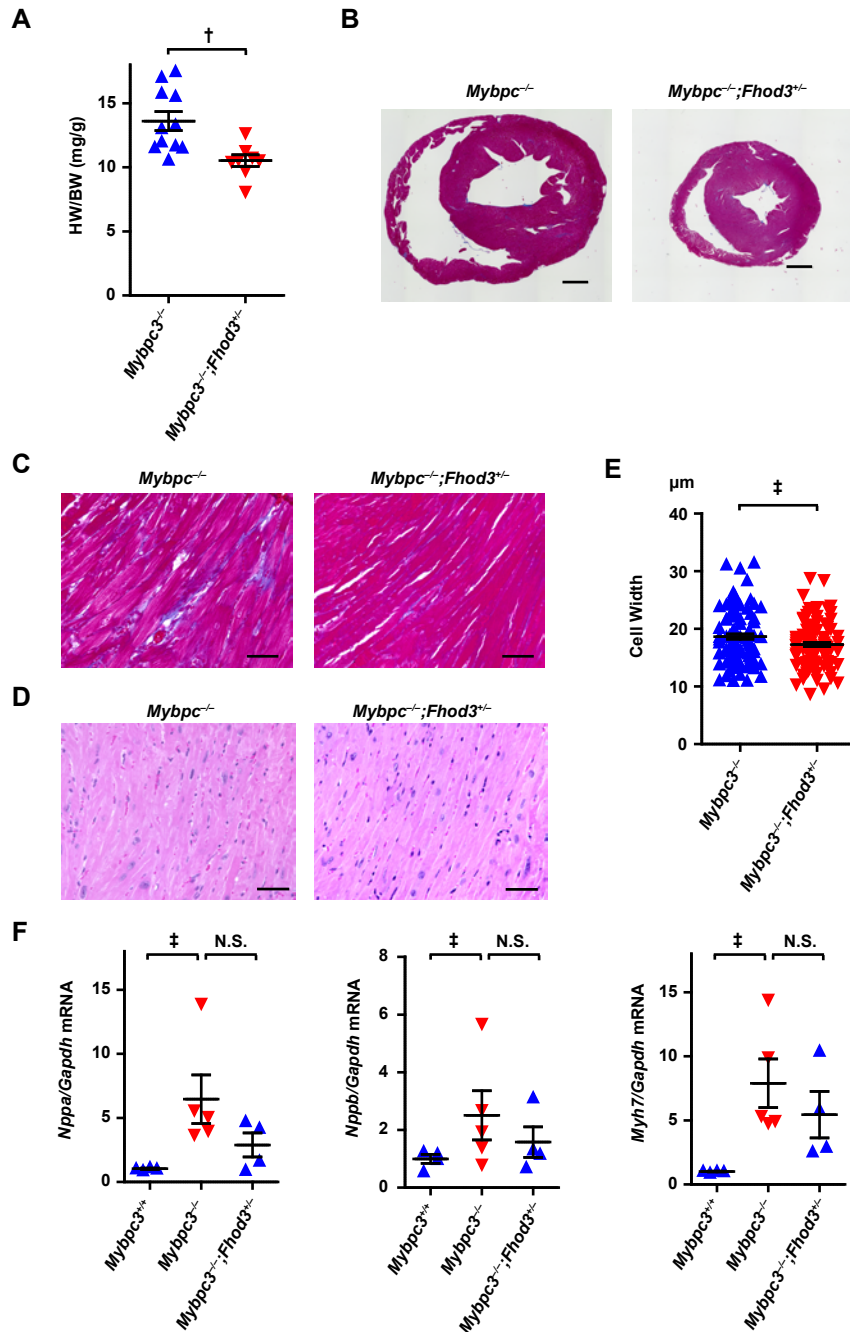 A
†
HW/BW (mg/g)
15
10
15
0
Mybpc3–/–
Mybpc3–/–;Fhod3+/–
B
Mybpc–/–
Mybpc–/–;Fhod3+/–
C
Mybpc–/–
Mybpc–/–;Fhod3+/–
D
Mybpc–/–
Mybpc–/–;Fhod3+/–
E
µm
‡
Cell Width
40
30
20
10
0
Mybpc3–/–
Mybpc3–/–;Fhod3+/–
F
‡ N.S.
Nppa/Gapdh mRNA
15
10
5
0
Mybpc3+/+
Mybpc3–/–
Mybpc3–/–;Fhod3+/–
‡ N.S.
Nppb/Gapdh mRNA
8
6
4
2
0
Mybpc3+/+
Mybpc3–/–
Mybpc3–/–;Fhod3+/–
‡ N.S.
Myh7/Gapdh mRNA
15
10
5
0
Mybpc3+/+
Mybpc3–/–
Mybpc3–/–;Fhod3+/–